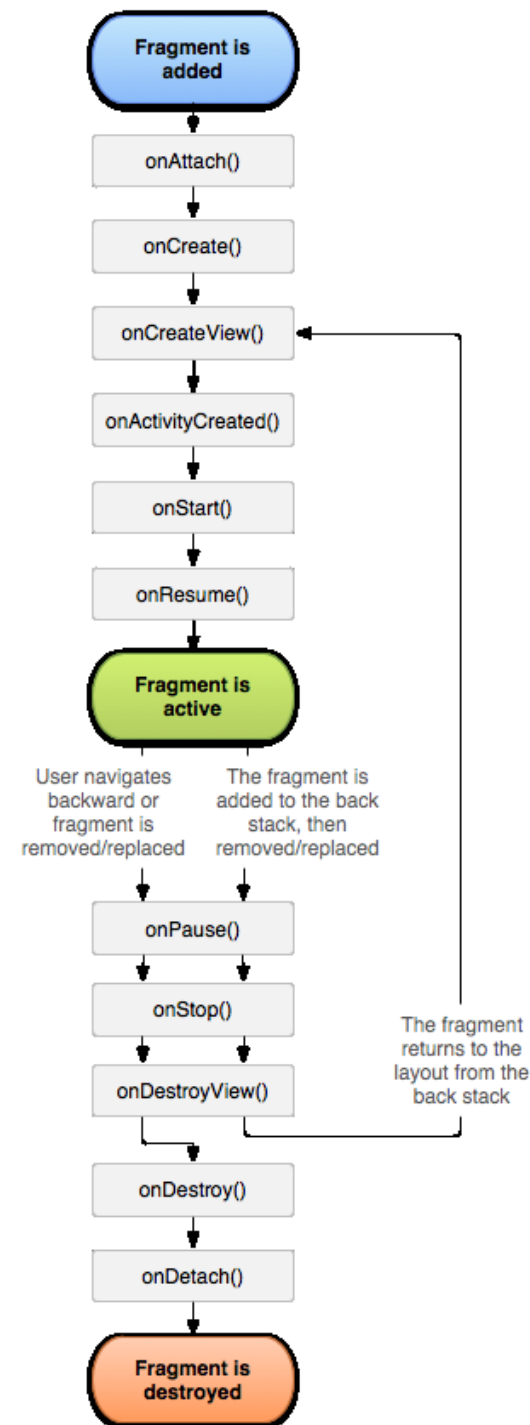 Fragment is
added
onAttach()
onCreate()
onCreateView()
onActivityCreated()
onStart()
onResume()
Fragment is
active
User navigates
backward or
fragment is
removed/replaced
The fragment is
added to the back
stack, then
removed/replaced
onPause()
onStop()
onDestroyView()
The fragment
returns to the
layout from the
back stack
onDestroy()
onDetach()
Fragment is
destroyed